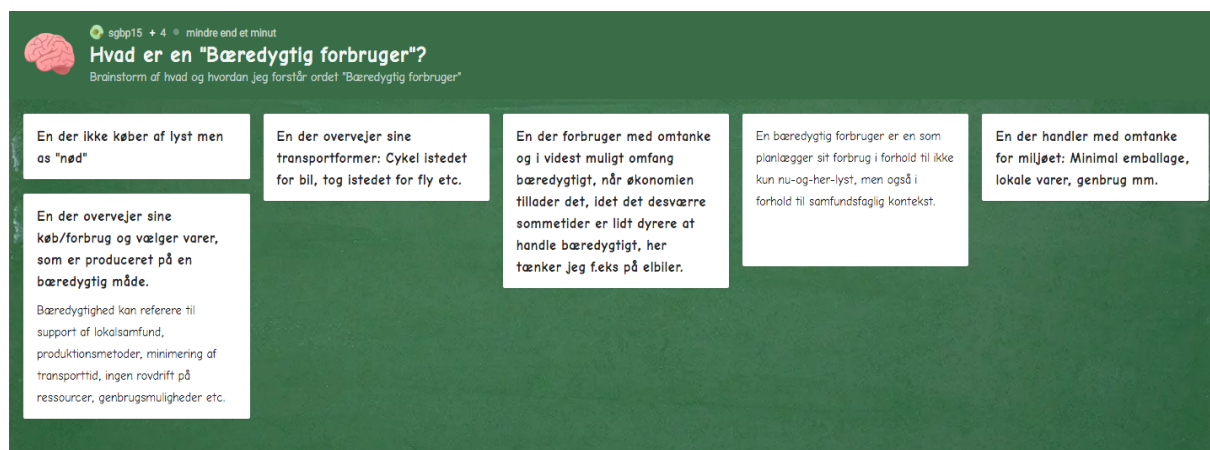 sgbp15 + 4 mindre end et minut
Hvad er en "Bæredygtig forbruger"?
Brainstorm af hvad og hvordan jeg forstår ordet "Bæredygtig forbruger"
En der ikke køber af lyst men
as "nød"
En der overvejer sine
køb/forbrug og vælger varer,
som er produceret på en
bæredygtig måde.
Bæredygtighed kan referere til
support af lokalsamfund,
produktionsmetoder, minimering af
transporttid, ingen rovdrift på
ressourcer, genbrugsmuligheder etc.
En der overvejer sine
transportformer: Cykel istedet
for bil, tog istedet for fly etc.
En der forbruger med omtanke
og i videst muligt omfang
bæredygtigt, når økonomien
tillader det, idet det desværre
sommetider er lidt dyrere at
handle bæredygtigt, her
tænker jeg f.eks på elbiler.
En bæredygtig forbruger er en som
planlægger sit forbrug i forhold til ikke
kun nu-og-her-lyst, men også i
forhold til samfundsfaglig kontekst.
En der handler med omtanke
for miljøet: Minimal emballage,
lokale varer, genbrug mm.